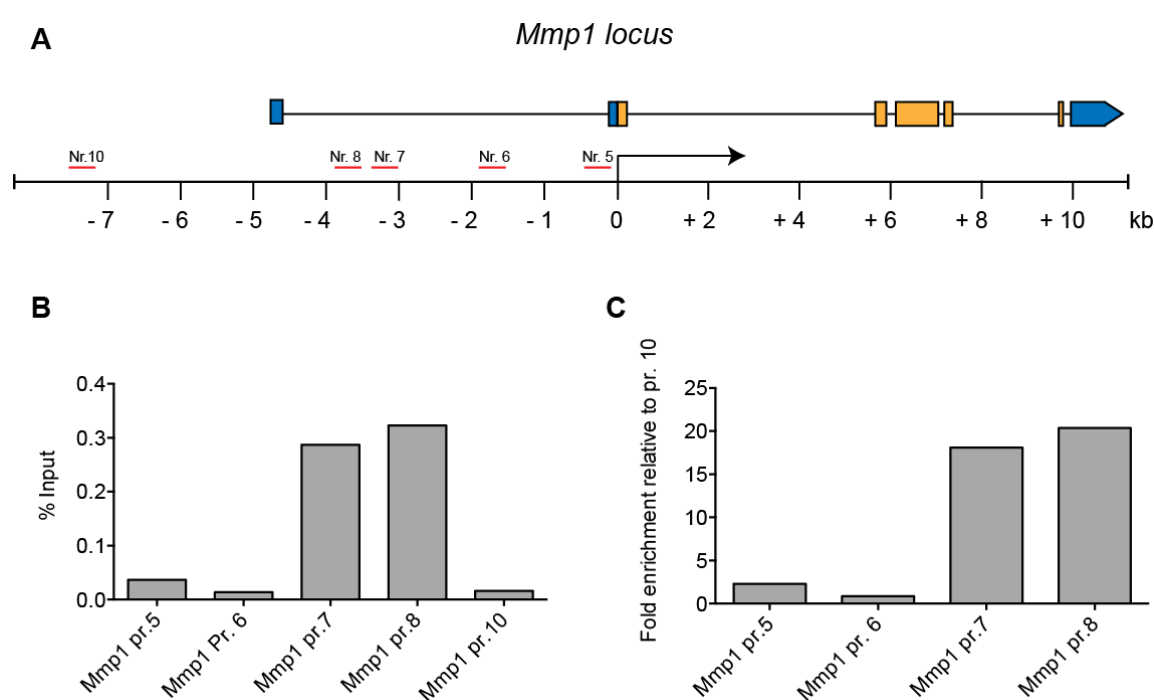 A
Mmp1 locus
Nr.10 Nr. 8 Nr. 7 Nr. 6 Nr. 5
- 7 - 6 - 5 - 4 - 3 - 2 - 1 0 + 2 + 4 + 6 + 8 + 10 kb
B
% Input
0.4
0.3
0.2
0.1
0.0
Mmp1 pr.5
Mmp1 Pr. 6
Mmp1 pr.7
Mmp1 pr.8
Mmp1 pr.10
C
Fold enrichment relative to pr. 10
25
20
15
10
5
0
Mmp1 pr.5
Mmp1 pr. 6
Mmp1 pr.7
Mmp1 pr.8